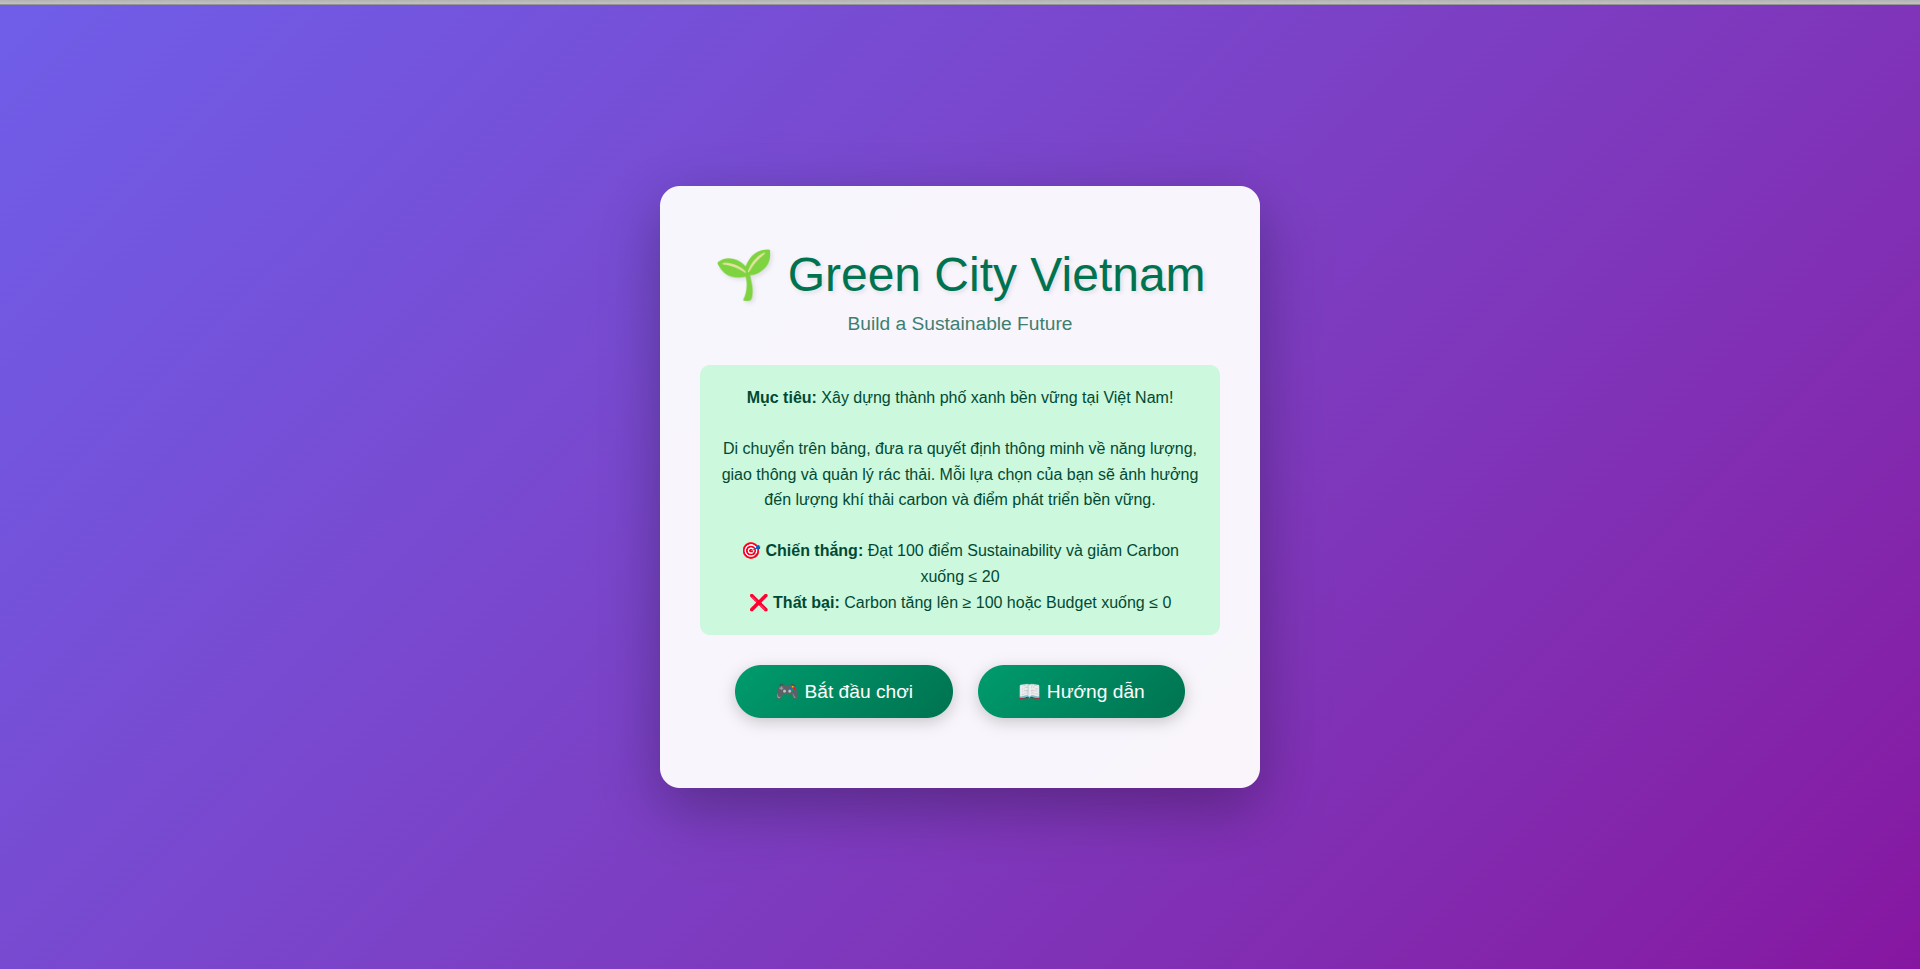 🌱 Green City Vietnam
Build a Sustainable Future
Mục tiêu: Xây dựng thành phố xanh bền vững tại Việt Nam!
Di chuyển trên bảng, đưa ra quyết định thông minh về năng lượng,
giao thông và quản lý rác thải. Mỗi lựa chọn của bạn sẽ ảnh hưởng
đến lượng khí thải carbon và điểm phát triển bền vững.
🎯 Chiến thắng: Đạt 100 điểm Sustainability và giảm Carbon
xuống ≤ 20
❌ Thất bại: Carbon tăng lên ≥ 100 hoặc Budget xuống ≤ 0
🎮 Bắt đầu chơi
📖 Hướng dẫn